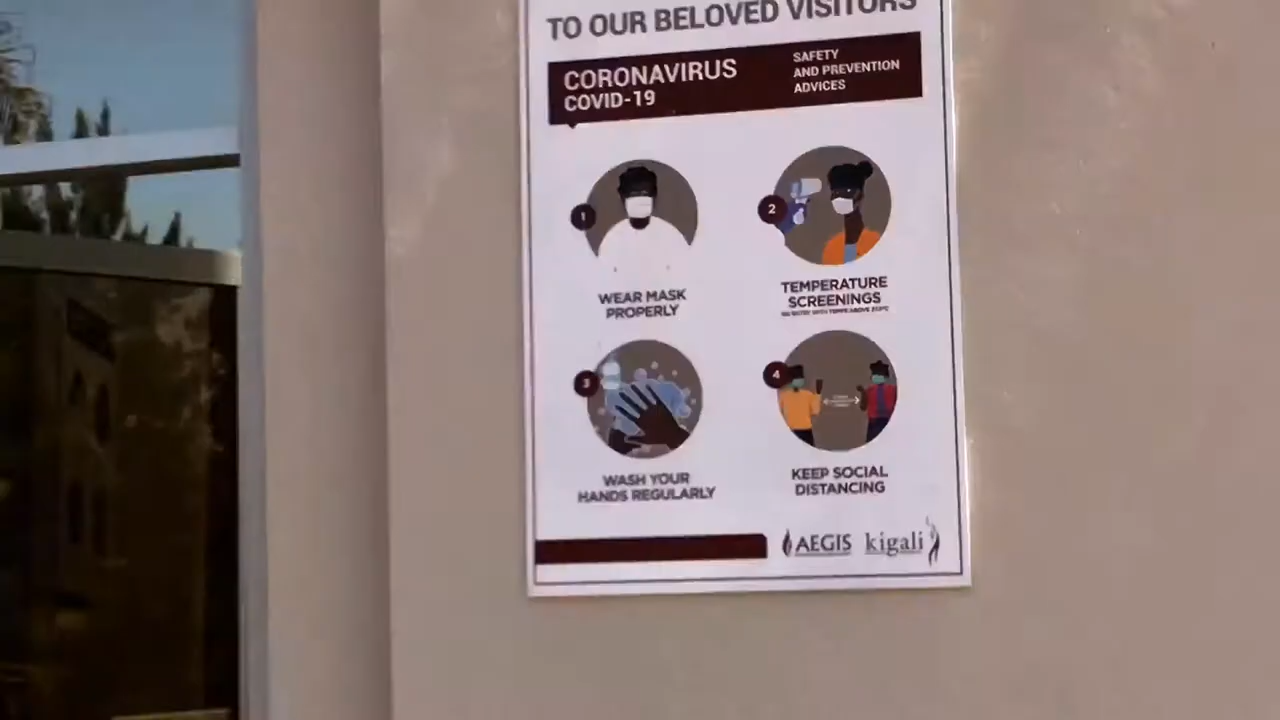 TO OUR BELOVED VISITORS
CORONAVIRUS
COVID-19
SAFETY
AND PREVENTION
ADVICES
1
WEAR MASK
PROPERLY
2
TEMPERATURE
SCREENINGS
3
WASH YOUR
HANDS REGULARLY
4
KEEP SOCIAL
DISTANCING
AEGIS kigali